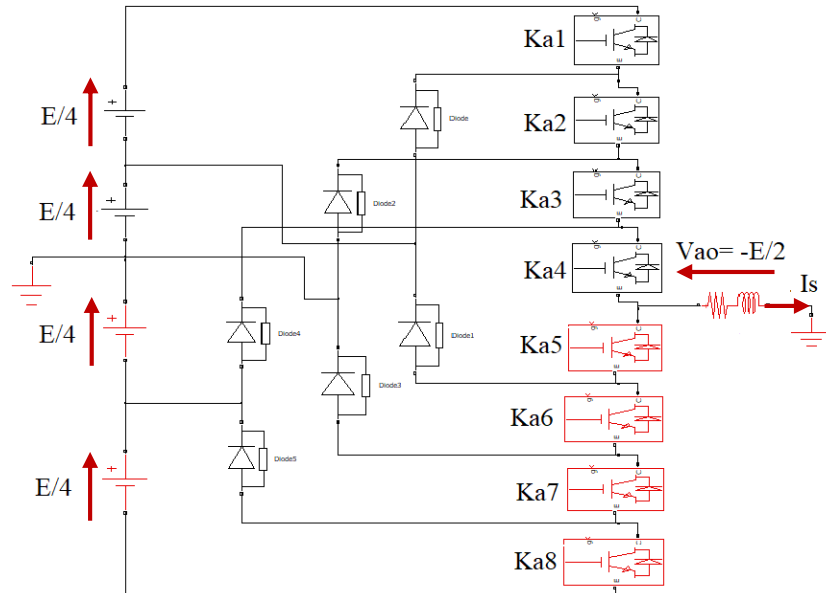 Ka1
g C
E
E/4
+
Diode
Ka2
g C
E
E/4
+
Diode2
Ka3
g C
E
Ka4
g C
E
Vao= -E/2
Is
E/4
+
Diode4
Diode1
Ka5
g C
E
Diode3
Ka6
g C
E
E/4
+
Diode5
Ka7
g C
E
Ka8
g C
E